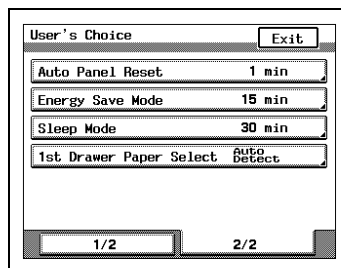 User's Choice Exit
Auto Panel Reset 1 min
Energy Save Mode 15 min
Sleep Mode 30 min
1st Drawer Paper Select Auto Detect
1/2 2/2